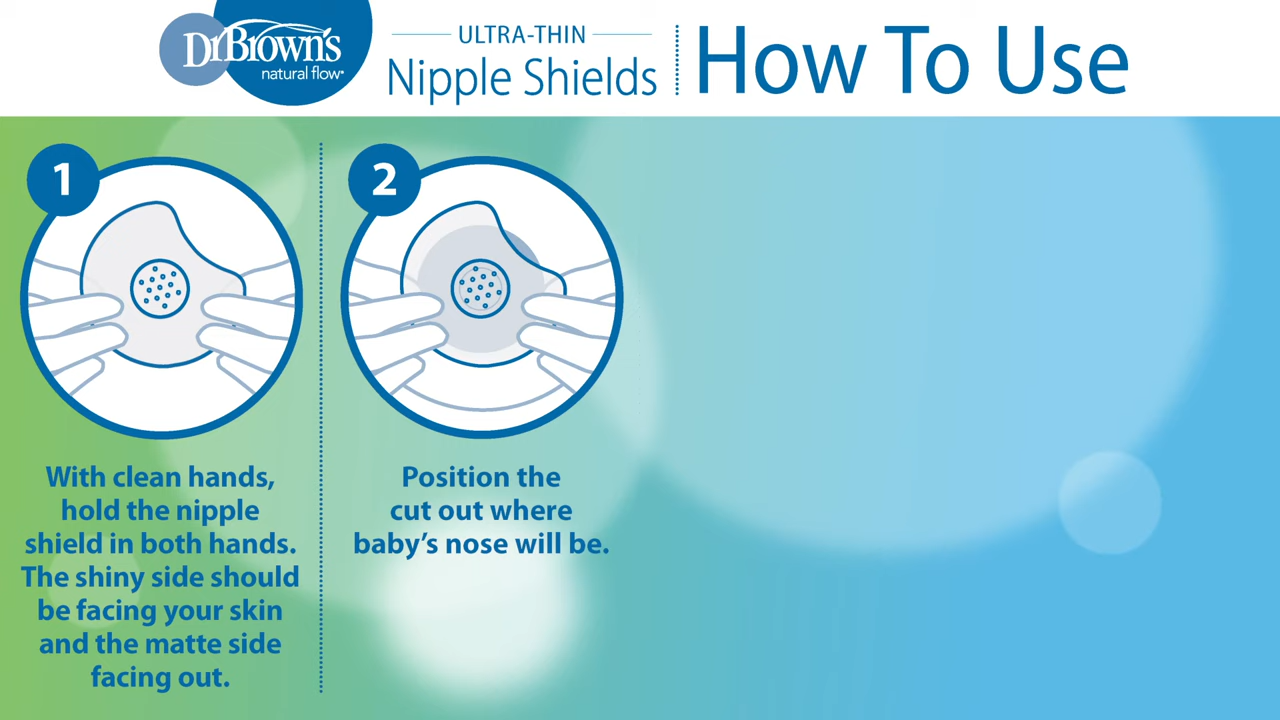 Dr Brown's
natural flow®
ULTRA-THIN
Nipple Shields
How To Use
1
With clean hands,
hold the nipple
shield in both hands.
The shiny side should
be facing your skin
and the matte side
facing out.
2
Position the
cut out where
baby’s nose will be.